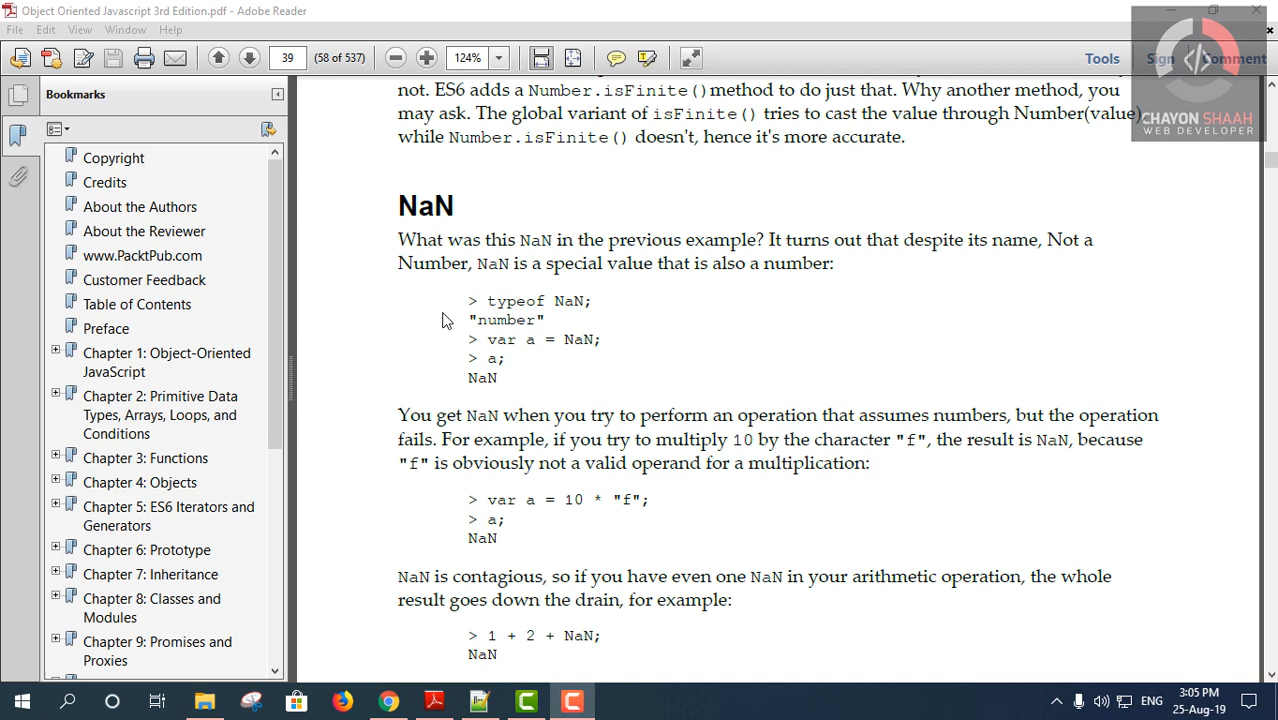 Object Oriented Javascript 3rd Edition.pdf - Adobe Reader
File Edit View Window Help
39 (58 of 537) 124% Tools Sign Comment
CHAYON SHAAH
WEB DEVELOPER
Bookmarks
Copyright
Credits
About the Authors
About the Reviewer
www.PacktPub.com
Customer Feedback
Table of Contents
Preface
Chapter 1: Object-Oriented
JavaScript
Chapter 2: Primitive Data
Types, Arrays, Loops, and
Conditions
Chapter 3: Functions
Chapter 4: Objects
Chapter 5: ES6 Iterators and
Generators
Chapter 6: Prototype
Chapter 7: Inheritance
Chapter 8: Classes and
Modules
Chapter 9: Promises and
Proxies
not. ES6 adds a Number.isFinite()method to do just that. Why another method, you
may ask. The global variant of isFinite() tries to cast the value through Number(value)
while Number.isFinite() doesn't, hence it's more accurate.
NaN
What was this NaN in the previous example? It turns out that despite its name, Not a
Number, NaN is a special value that is also a number:
> typeof NaN;
"number"
> var a = NaN;
> a;
NaN
You get NaN when you try to perform an operation that assumes numbers, but the operation
fails. For example, if you try to multiply 10 by the character "f", the result is NaN, because
"f" is obviously not a valid operand for a multiplication:
> var a = 10 * "f";
> a;
NaN
NaN is contagious, so if you have even one NaN in your arithmetic operation, the whole
result goes down the drain, for example:
> 1 + 2 + NaN;
NaN
ENG
3:05 PM
25-Aug-19